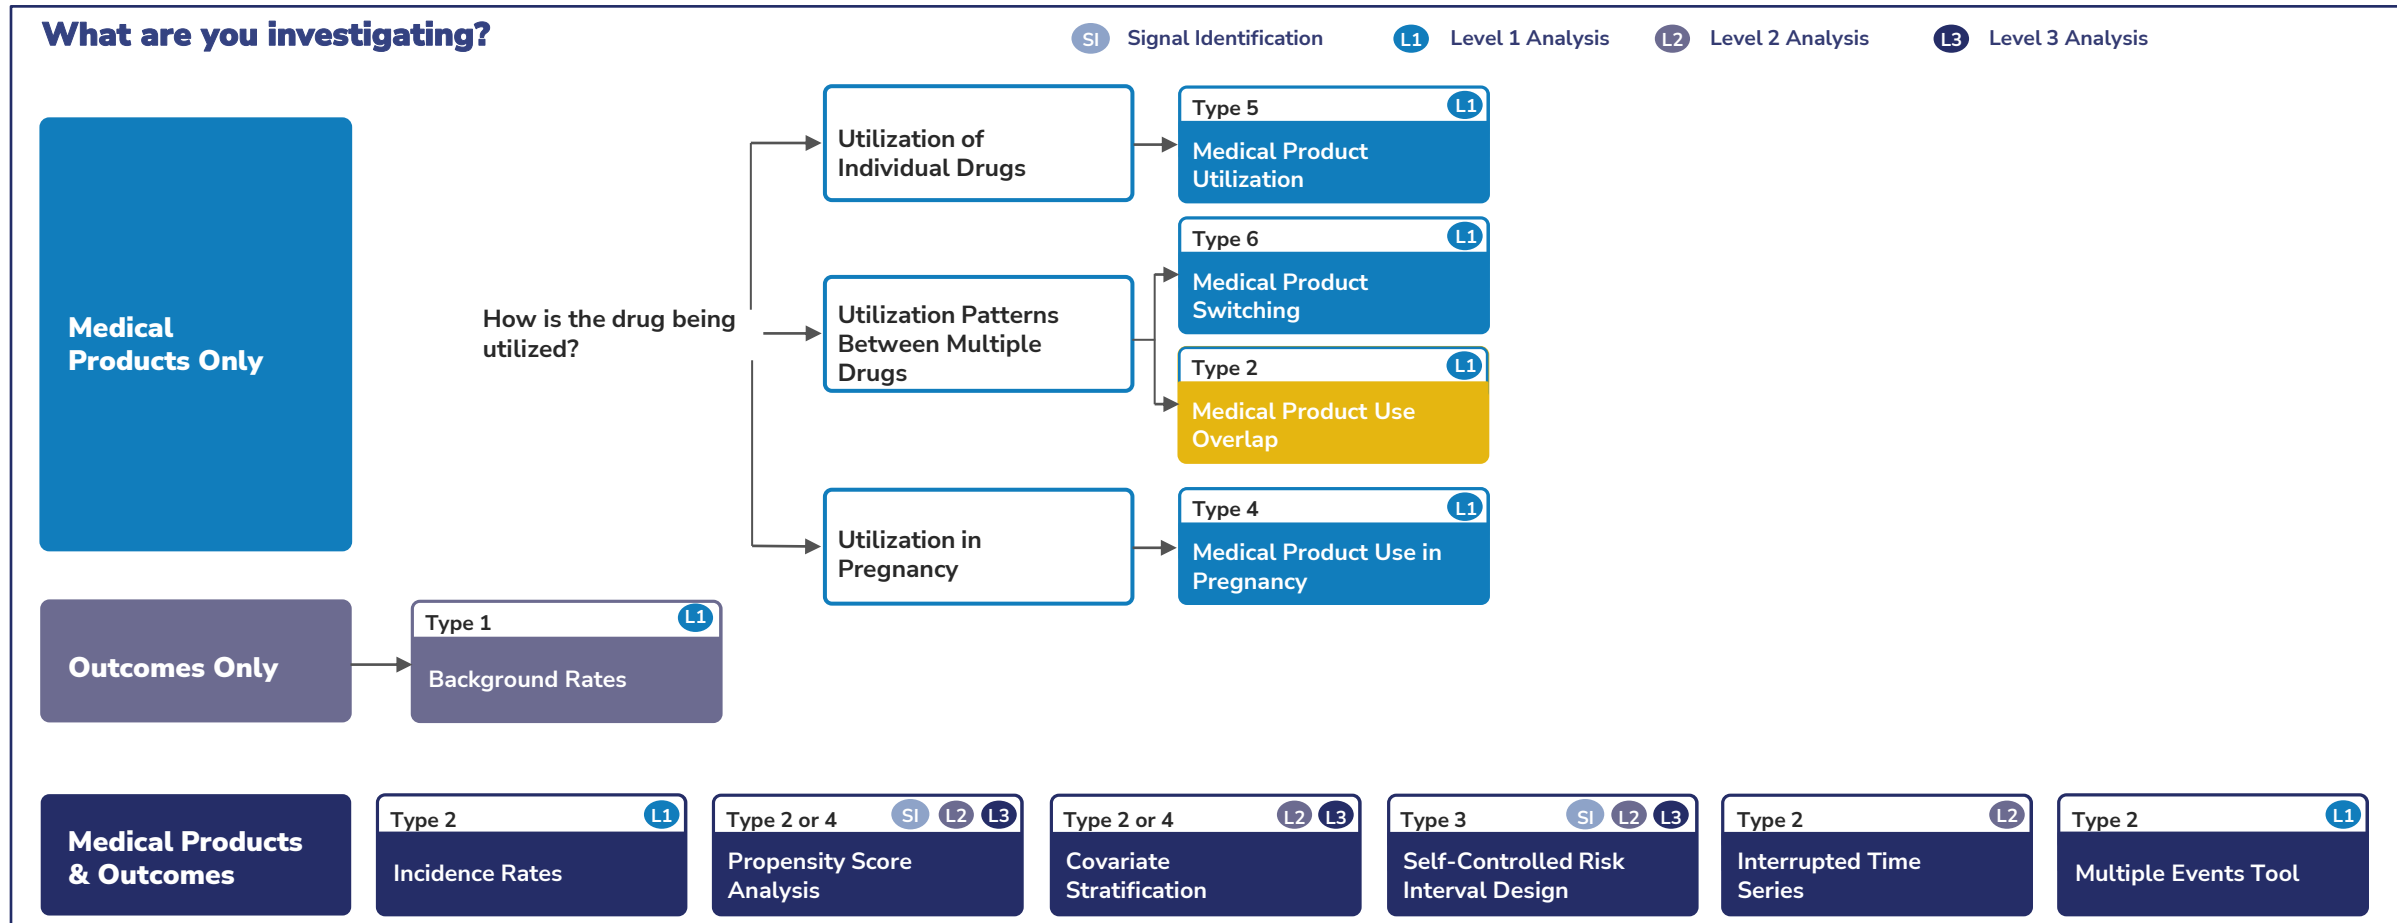 What are you investigating?
SI Signal Identification
L1 Level 1 Analysis
L2 Level 2 Analysis
L3 Level 3 Analysis
Medical
Products Only
How is the drug being
utilized?
Utilization of
Individual Drugs
Type 5
L1
Medical Product
Utilization
Utilization Patterns
Between Multiple
Drugs
Type 6
L1
Medical Product
Switching
Type 2
L1
Medical Product Use
Overlap
Utilization in
Pregnancy
Type 4
L1
Medical Product Use in
Pregnancy
Outcomes Only
Type 1
L1
Background Rates
Medical Products
& Outcomes
Type 2
L1
Incidence Rates
Type 2 or 4
SI L2 L3
Propensity Score
Analysis
Type 2 or 4
L2 L3
Covariate
Stratification
Type 3
SI L2 L3
Self-Controlled Risk
Interval Design
Type 2
L2
Interrupted Time
Series
Type 2
L1
Multiple Events Tool